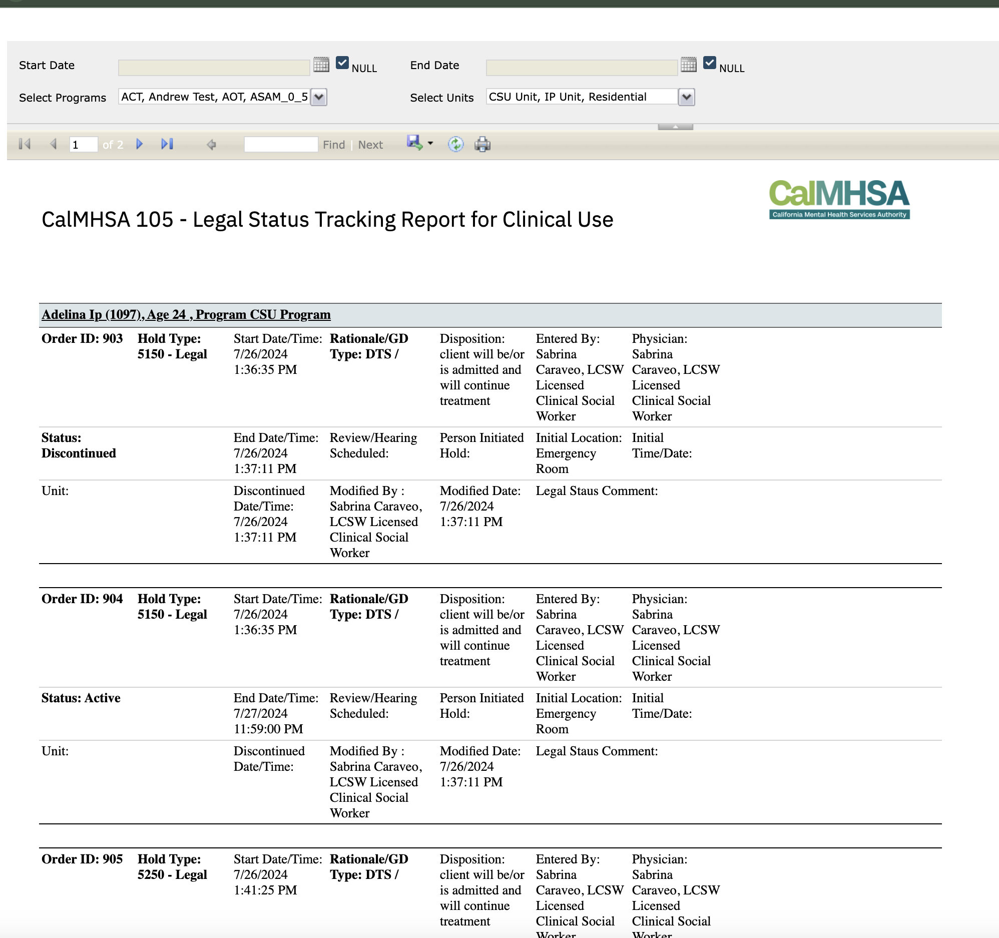 Start Date NULL End Date NULL
Select Programs ACT, Andrew Test, AOT, ASAM_0_5 Select Units CSU Unit, IP Unit, Residential
1 of 2 Find | Next
CalMHSA
California Mental Health Services Authority
CalMHSA 105 - Legal Status Tracking Report for Clinical Use
Adelina Ip (1097), Age 24 , Program CSU Program
Order ID: 903 Hold Type: Start Date/Time: Rationale/GD Disposition: Entered By: Physician:
5150 - Legal 7/26/2024 Type: DTS / client will be/or Sabrina Sabrina
1:36:35 PM is admitted and Caraveo, LCSW Caraveo, LCSW
will continue Licensed Licensed
treatment Clinical Social Clinical Social
Worker Worker
Status: End Date/Time: Review/Hearing Person Initiated Initial Location: Initial
Discontinued 7/26/2024 Scheduled: Hold: Emergency Time/Date:
1:37:11 PM Room
Unit: Discontinued Modified By : Modified Date: Legal Staus Comment:
Date/Time: Sabrina Caraveo, 7/26/2024
7/26/2024 LCSW Licensed 1:37:11 PM
1:37:11 PM Clinical Social
Worker
Order ID: 904 Hold Type: Start Date/Time: Rationale/GD Disposition: Entered By: Physician:
5150 - Legal 7/26/2024 Type: DTS / client will be/or Sabrina Sabrina
1:36:35 PM is admitted and Caraveo, LCSW Caraveo, LCSW
will continue Licensed Licensed
treatment Clinical Social Clinical Social
Worker Worker
Status: Active End Date/Time: Review/Hearing Person Initiated Initial Location: Initial
7/27/2024 Scheduled: Hold: Emergency Time/Date:
11:59:00 PM Room
Unit: Discontinued Modified By : Modified Date: Legal Staus Comment:
Date/Time: Sabrina Caraveo, 7/26/2024
LCSW Licensed 1:37:11 PM
Clinical Social
Worker
Order ID: 905 Hold Type: Start Date/Time: Rationale/GD Disposition: Entered By: Physician:
5250 - Legal 7/26/2024 Type: DTS / client will be/or Sabrina Sabrina
1:41:25 PM is admitted and Caraveo, LCSW Caraveo, LCSW
will continue Licensed Licensed
treatment Clinical Social Clinical Social
Worker Worker